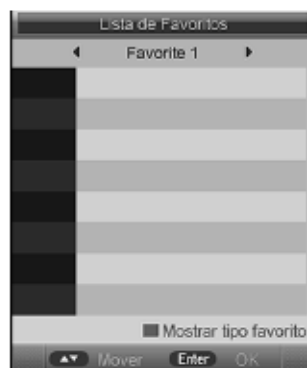 Lista de Favoritos
Favorite 1
Mostrar tipo favorito
Mover Enter OK